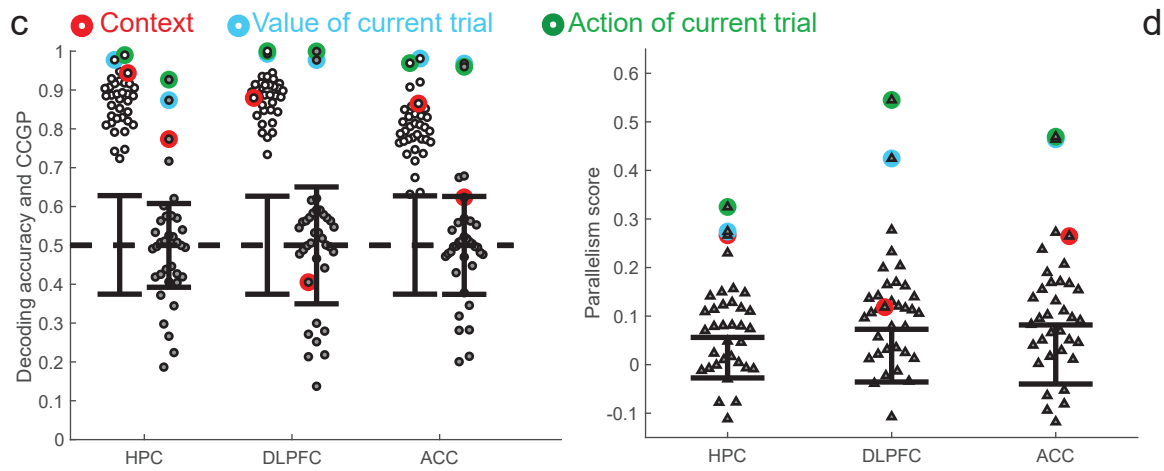 c
Context
Value of current trial
Action of current trial
d
Decoding accuracy and CCGP
1
0.9
0.8
0.7
0.6
0.5
0.4
0.3
0.2
0.1
0
HPC
DLPFC
ACC
Parallelism score
0.6
0.5
0.4
0.3
0.2
0.1
0
-0.1
HPC
DLPFC
ACC